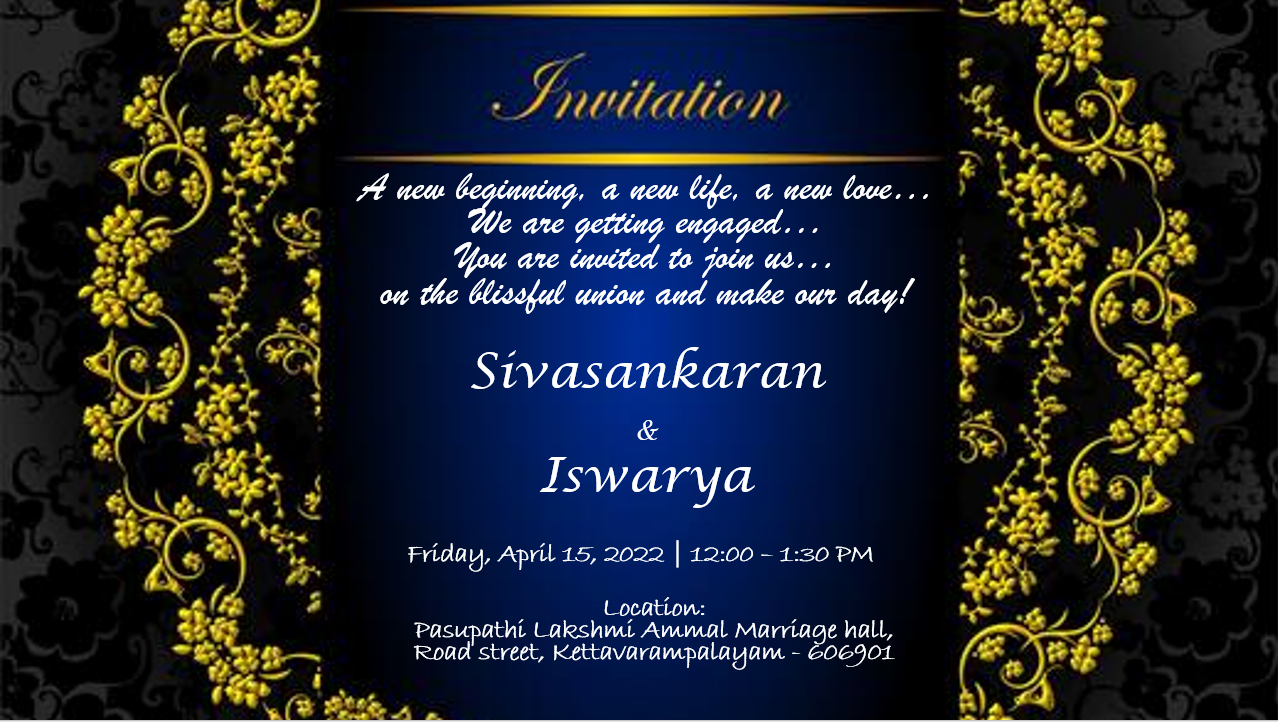 Invitation
A new beginning, a new life, a new love...
We are getting engaged...
You are invited to join us...
on the blissful union and make our day!
Sivasankaran
&
Iswarya
Friday, April 15, 2022 | 12:00 – 1:30 PM
Location:
Pasupathi Lakshmi Ammal Marriage hall,
Road street, Kettavarampalayam - 606901